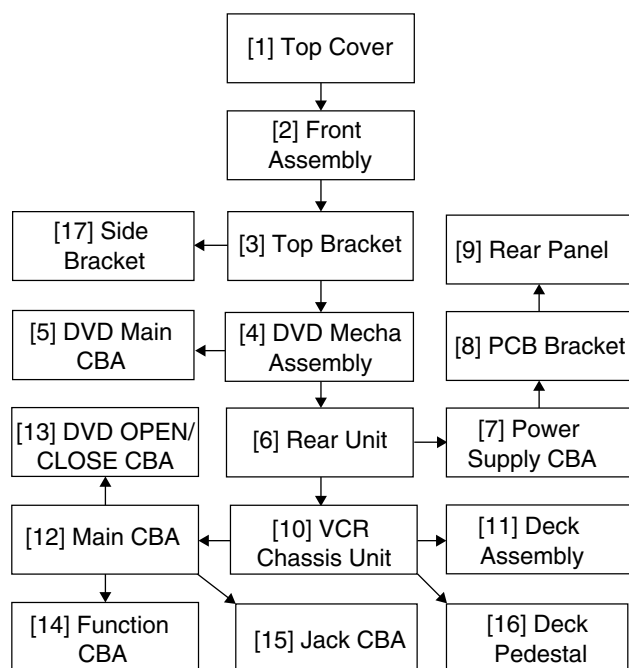 [1] Top Cover
[2] Front
Assembly
[17] Side
Bracket
[3] Top Bracket
[9] Rear Panel
[5] DVD Main
CBA
[4] DVD Mecha
Assembly
[8] PCB Bracket
[13] DVD OPEN/
CLOSE CBA
[6] Rear Unit
[7] Power
Supply CBA
[12] Main CBA
[10] VCR
Chassis Unit
[11] Deck
Assembly
[14] Function
CBA
[15] Jack CBA
[16] Deck
Pedestal